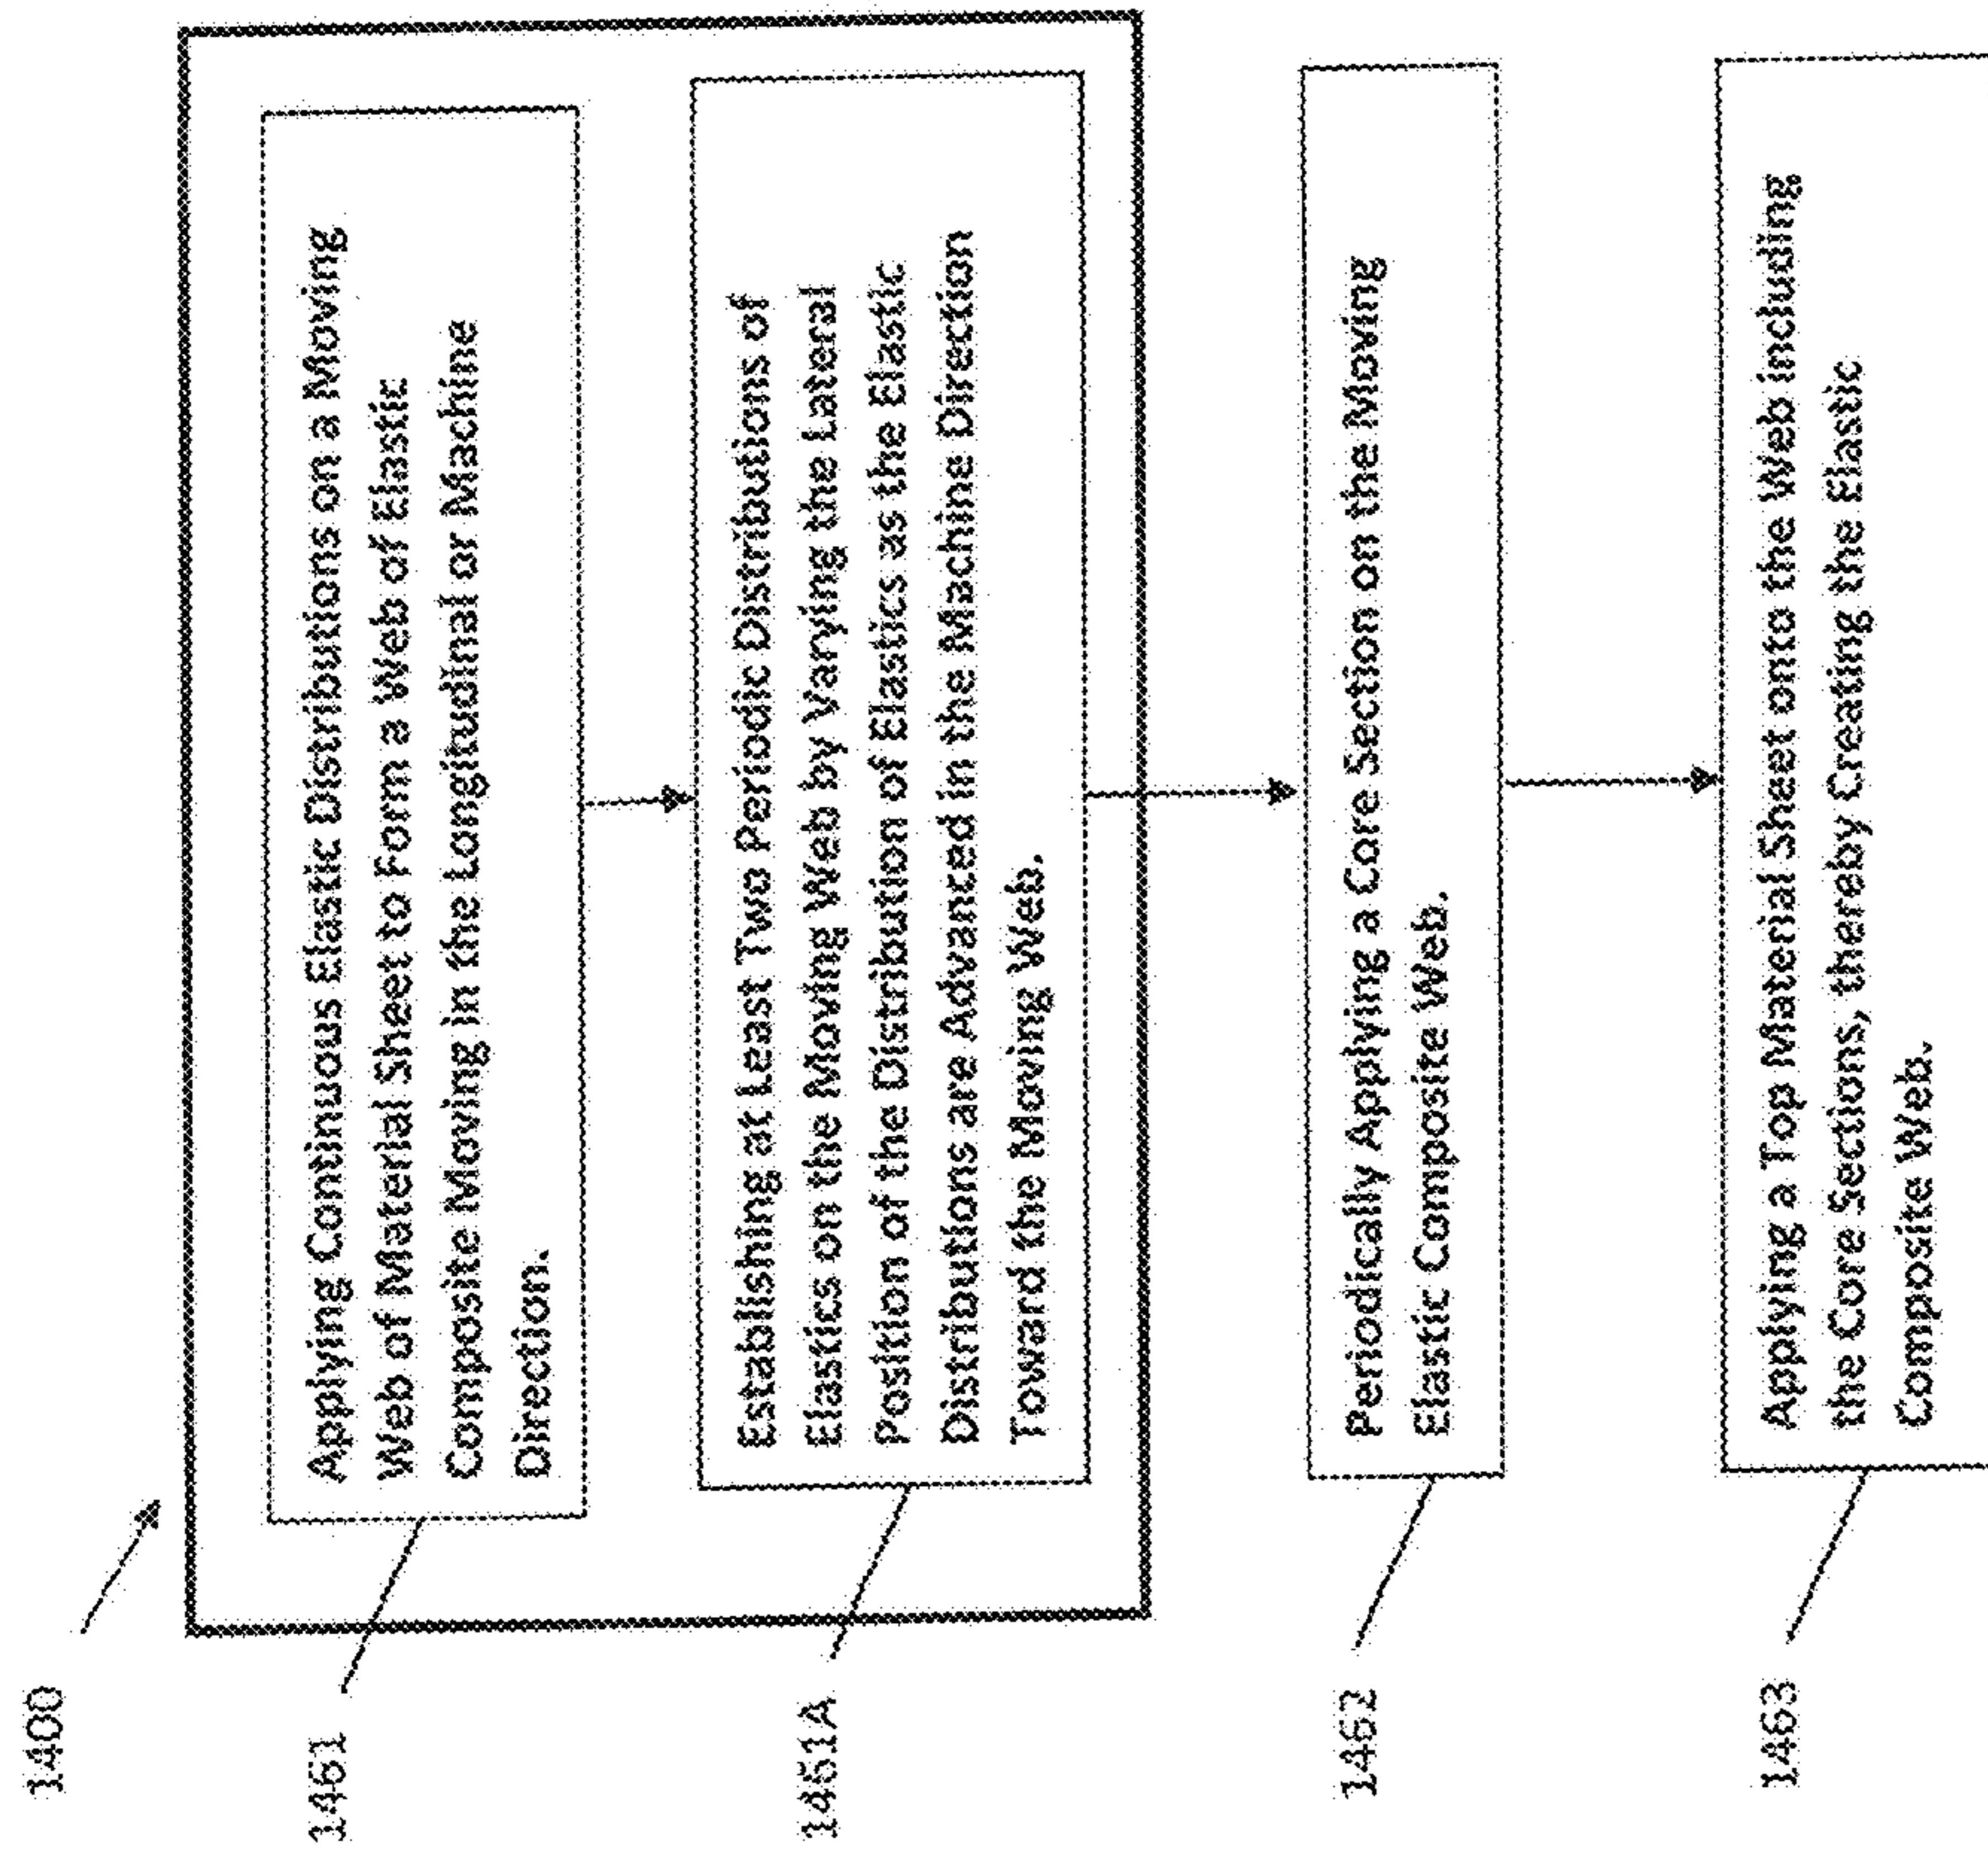 1400
1461
Applying Continuous Elastic Distributions on a Moving
Web of Material Sheet to Form a Web of Elastic
Composite Moving in the Longitudinal or Machine
Direction.
1461A
Establishing at Least Two Periodic Distributions of
Elastics on the Moving Web by Varying the Lateral
Position of the Distribution of Elastics as the Elastic
Distributions are Advanced in the Machine Direction
Toward the Moving Web.
1462
Periodically Applying a Core Section on the Moving
Elastic Composite Web.
1463
Applying a Top Material Sheet onto the Web including
the Core Sections, thereby Creating the Elastic
Composite Web.